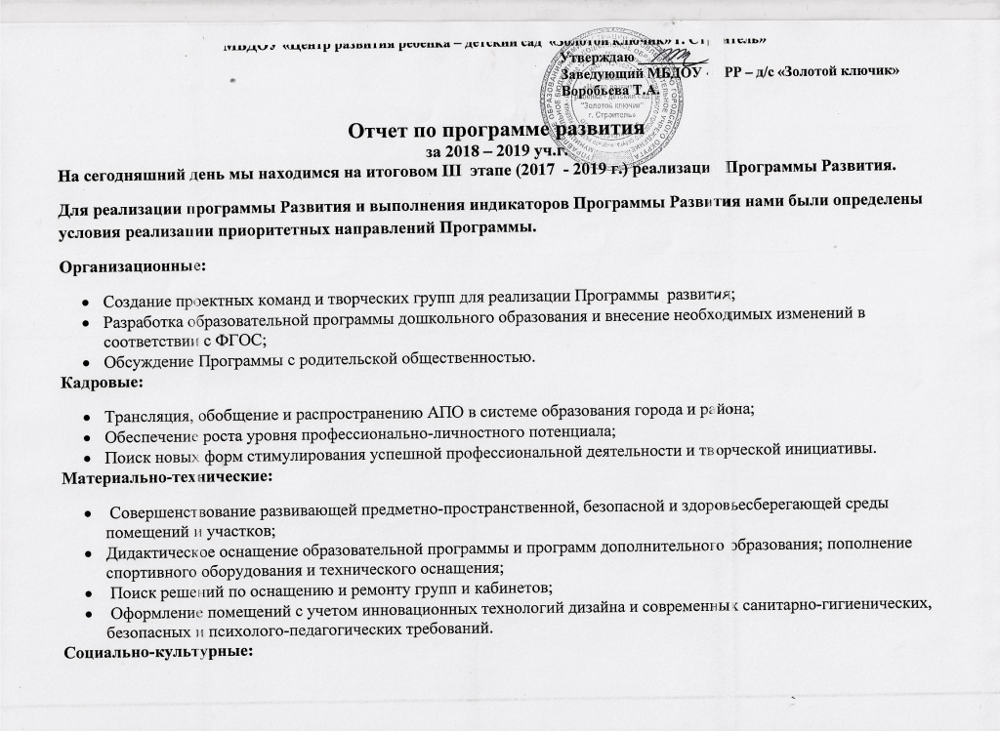 МБДОУ «Центр развития ребенка – детский сад «Золотой ключик» г. Строитель»
Утверждаю
Заведующий МБДОУ РР – д/с «Золотой ключик»
Воробьева Т.А.
ребенка - детский сад
"Золотой ключик"
г. Строитель»
Отчет по программе развития
за 2018 – 2019 уч.г.
На сегодняшний день мы находимся на итоговом III этапе (2017 - 2019 г.) реализаци Программы Развития.
Для реализации программы Развития и выполнения индикаторов Программы Развития нами были определены
условия реализации приоритетных направлений Программы.
Организационные:
• Создание проектных команд и творческих групп для реализации Программы развития;
• Разработка образовательной программы дошкольного образования и внесение необходимых изменений в
соответствии с ФГОС;
• Обсуждение Программы с родительской общественностью.
Кадровые:
• Трансляция, обобщение и распространению АПО в системе образования города и района;
• Обеспечение роста уровня профессионально-личностного потенциала;
• Поиск новых форм стимулирования успешной профессиональной деятельности и творческой инициативы.
Материально-технические:
• Совершенствование развивающей предметно-пространственной, безопасной и здоровьесберегающей среды
помещений и участков;
• Дидактическое оснащение образовательной программы и программ дополнительного образования; пополнение
спортивного оборудования и технического оснащения;
• Поиск решений по оснащению и ремонту групп и кабинетов;
• Оформление помещений с учетом инновационных технологий дизайна и современных санитарно-гигиенических,
безопасных и психолого-педагогических требований.
Социально-культурные: